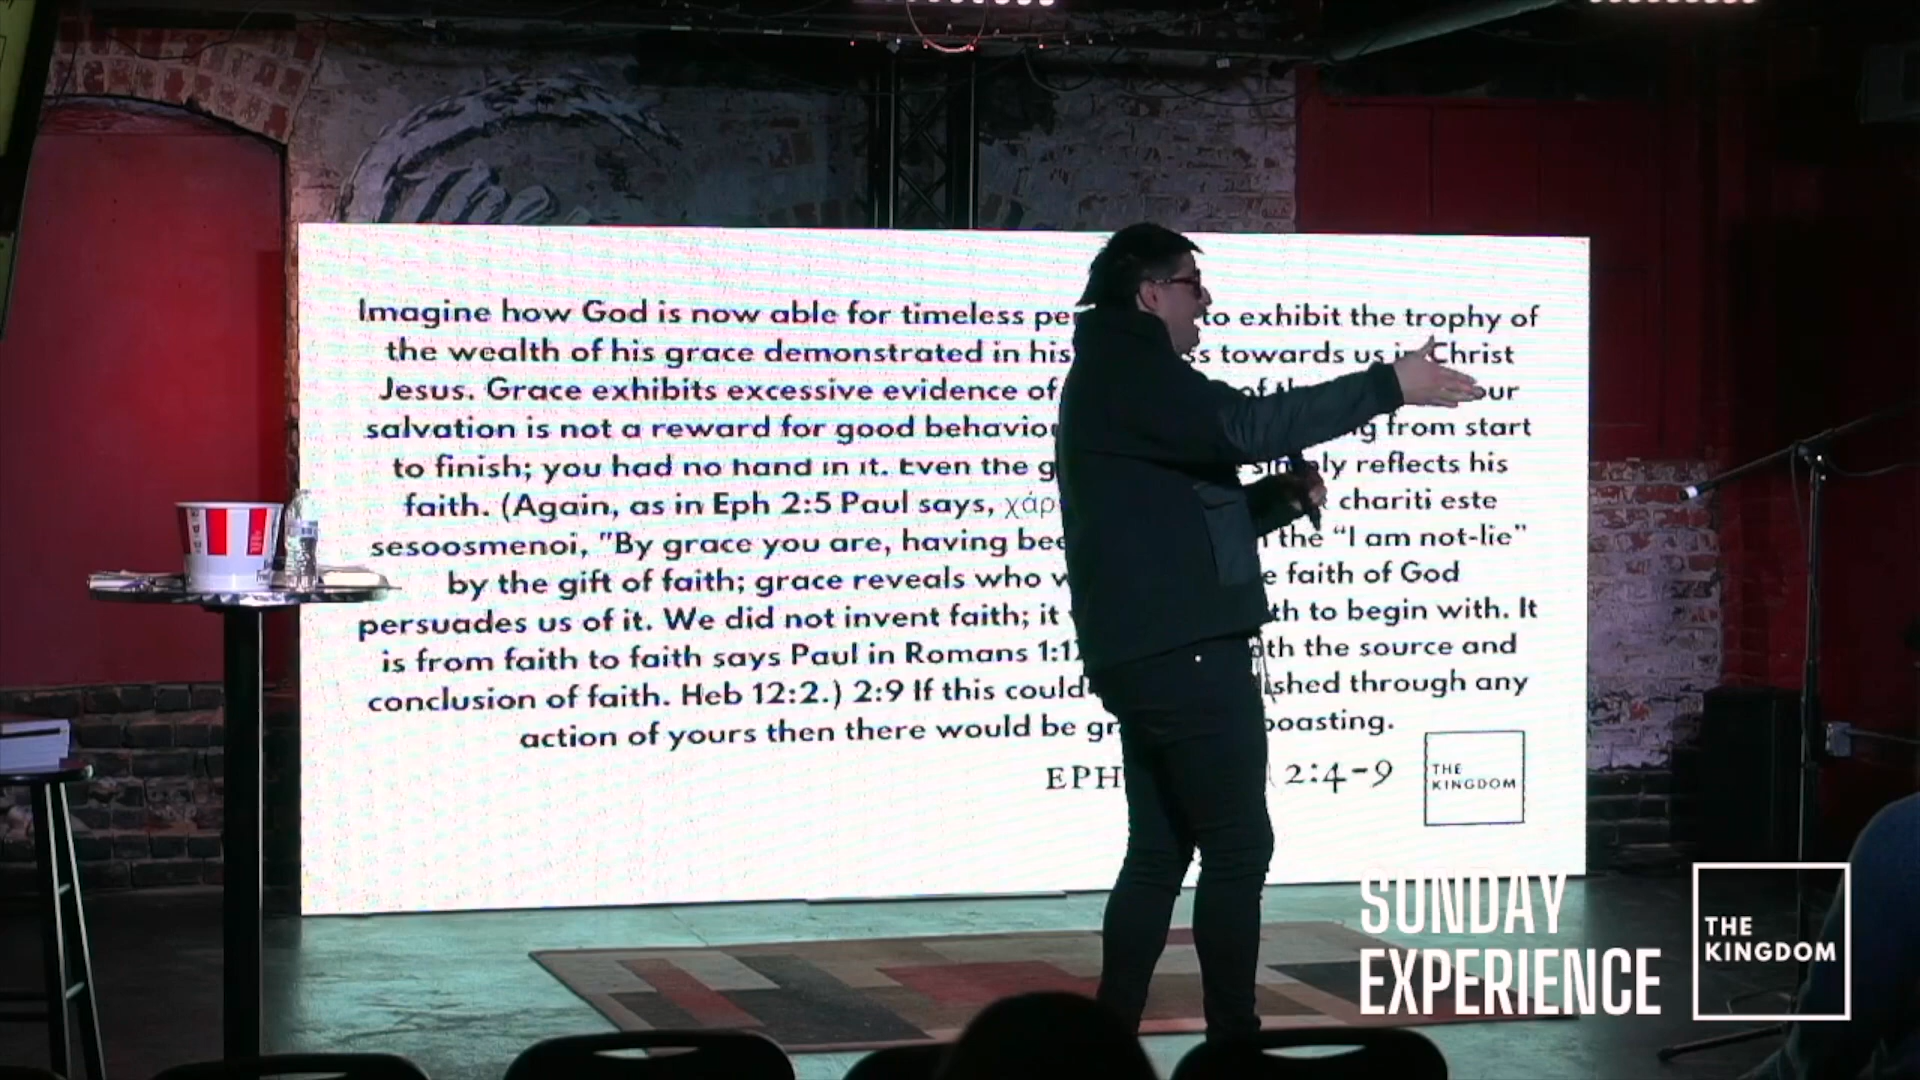 Imagine how God is now able for timeless to exhibit the trophy of
the wealth of his grace demonstrated in his towards us in Christ
Jesus. Grace exhibits excessive evidence of of our
salvation is not a reward for good from start
to finish; you had no hand in it. Even the simply reflects his
faith. (Again, as in Eph 2:5 Paul says, chariti este
sesoosmenoi, "By grace you are, having the “I am not-lie”
by the gift of faith; grace reveals who faith of God
persuades us of it. We did not invent faith; it to begin with. It
is from faith to faith says Paul in Romans the source and
conclusion of faith. Heb 12:2.) 2:9 If this could through any
action of yours then there would be boasting.
2:4-9
THE
KINGDOM
SUNDAY
EXPERIENCE
THE
KINGDOM